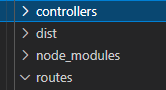 controllers
dist
node_modules
routes